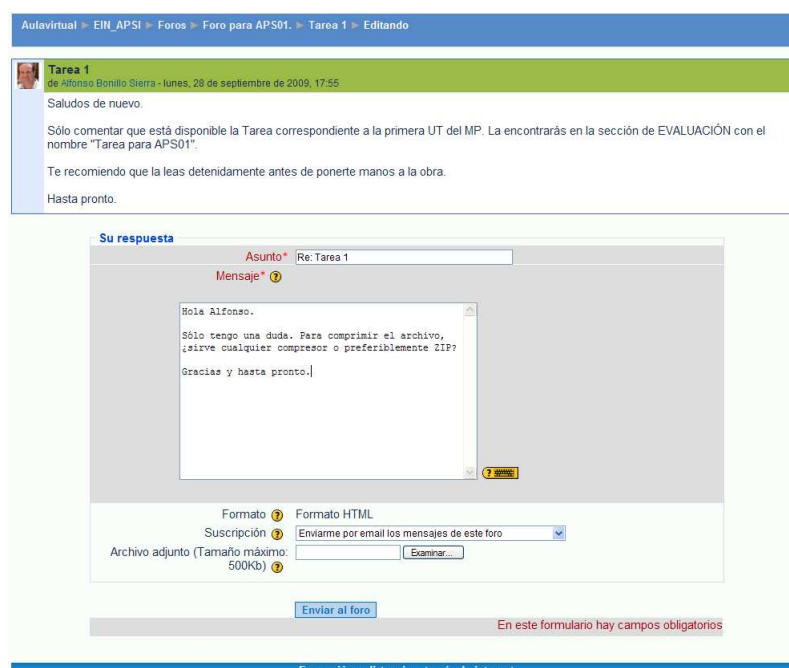 Aulavirtual ► EIN_APSI ► Foros ► Foro para APS01. ► Tarea 1 ► Editando
Tarea 1
de Alfonso Bonillo Sierra - lunes, 28 de septiembre de 2009, 17:55
Saludos de nuevo.
Sólo comentar que está disponible la Tarea correspondiente a la primera UT del MP. La encontrarás en la sección de EVALUACIÓN con el
nombre "Tarea para APS01".
Te recomiendo que la leas detenidamente antes de ponerte manos a la obra.
Hasta pronto.
Su respuesta
Asunto* Re: Tarea 1
Mensaje* ?
Hola Alfonso.
Sólo tengo una duda. Para comprimir el archivo,
¿sirve cualquier compresor o preferiblemente ZIP?
Gracias y hasta pronto.
?
Formato ? Formato HTML
Suscripción ? Enviarme por email los mensajes de este foro
Archivo adjunto (Tamaño máximo: Examinar...
500Kb) ?
Enviar al foro
En este formulario hay campos obligatorios